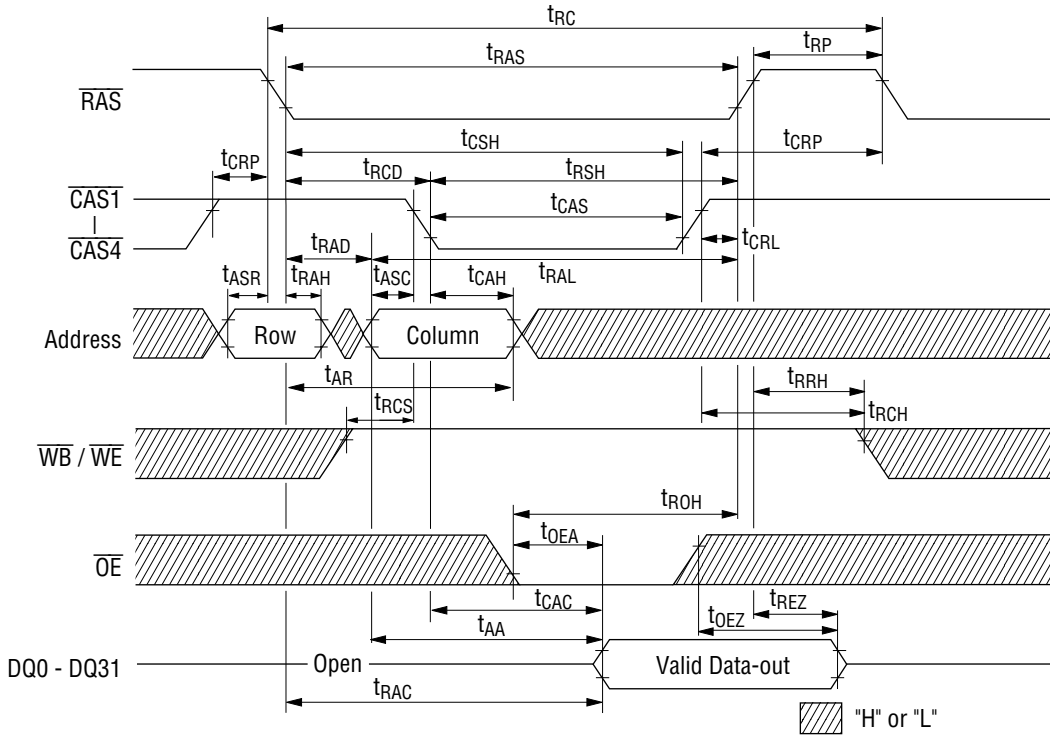 tRC
tRP
tRAS
RAS
tCSH
tCRP
tCRP
tRCD
tRSH
CAS1
tCAS
CAS4
tCRL
tRAD
tRAL
tASR
tRAH
tASC
tCAH
Address
Row
Column
tAR
tRRH
tRCS
tRCH
WB / WE
tROH
tOEA
OE
tCAC
tREZ
tAA
tOEZ
DQ0 - DQ31
Open
Valid Data-out
tRAC
"H" or "L"